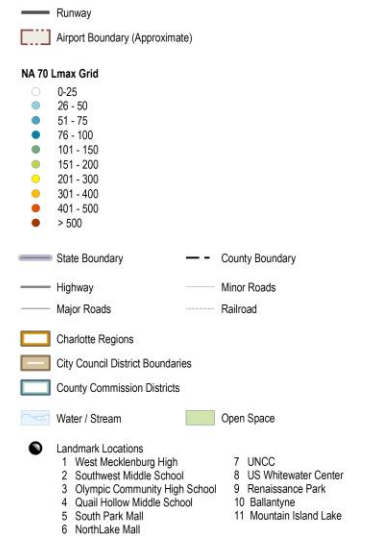 Runway
Airport Boundary (Approximate)
NA 70 Lmax Grid
0-25
26 - 50
51 - 75
76 - 100
101 - 150
151 - 200
201 - 300
301 - 400
401 - 500
> 500
State Boundary
County Boundary
Highway
Minor Roads
Major Roads
Railroad
Charlotte Regions
City Council District Boundaries
County Commission Districts
Water / Stream
Open Space
Landmark Locations
1 West Mecklenburg High
2 Southwest Middle School
3 Olympic Community High School
4 Quail Hollow Middle School
5 South Park Mall
6 NorthLake Mall
7 UNCC
8 US Whitewater Center
9 Renaissance Park
10 Ballantyne
11 Mountain Island Lake